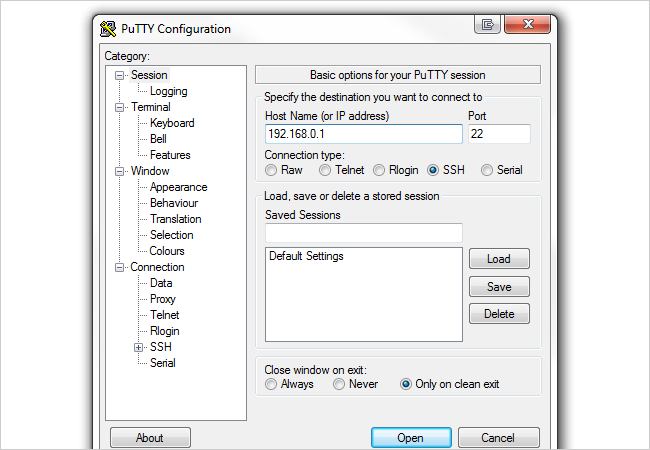 PuTTY Configuration
Category:
Session
Logging
Terminal
Keyboard
Bell
Features
Window
Appearance
Behaviour
Translation
Selection
Colours
Connection
Data
Proxy
Telnet
Rlogin
SSH
Serial
Basic options for your PuTTY session
Specify the destination you want to connect to
Host Name (or IP address) Port
192.168.0.1 22
Connection type:
Raw Telnet Rlogin SSH Serial
Load, save or delete a stored session
Saved Sessions
Default Settings
Load
Save
Delete
Close window on exit:
Always Never Only on clean exit
About Open Cancel